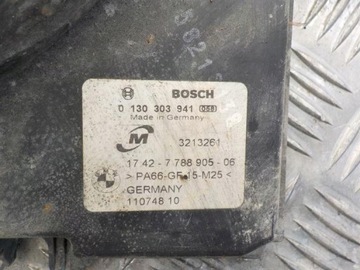 BOSCH
0 130 303 941
Made in Germany
M
3213261
17 42 - 7 788 905 - 06
>PA66-GF15-M25<
GERMANY
110748 10